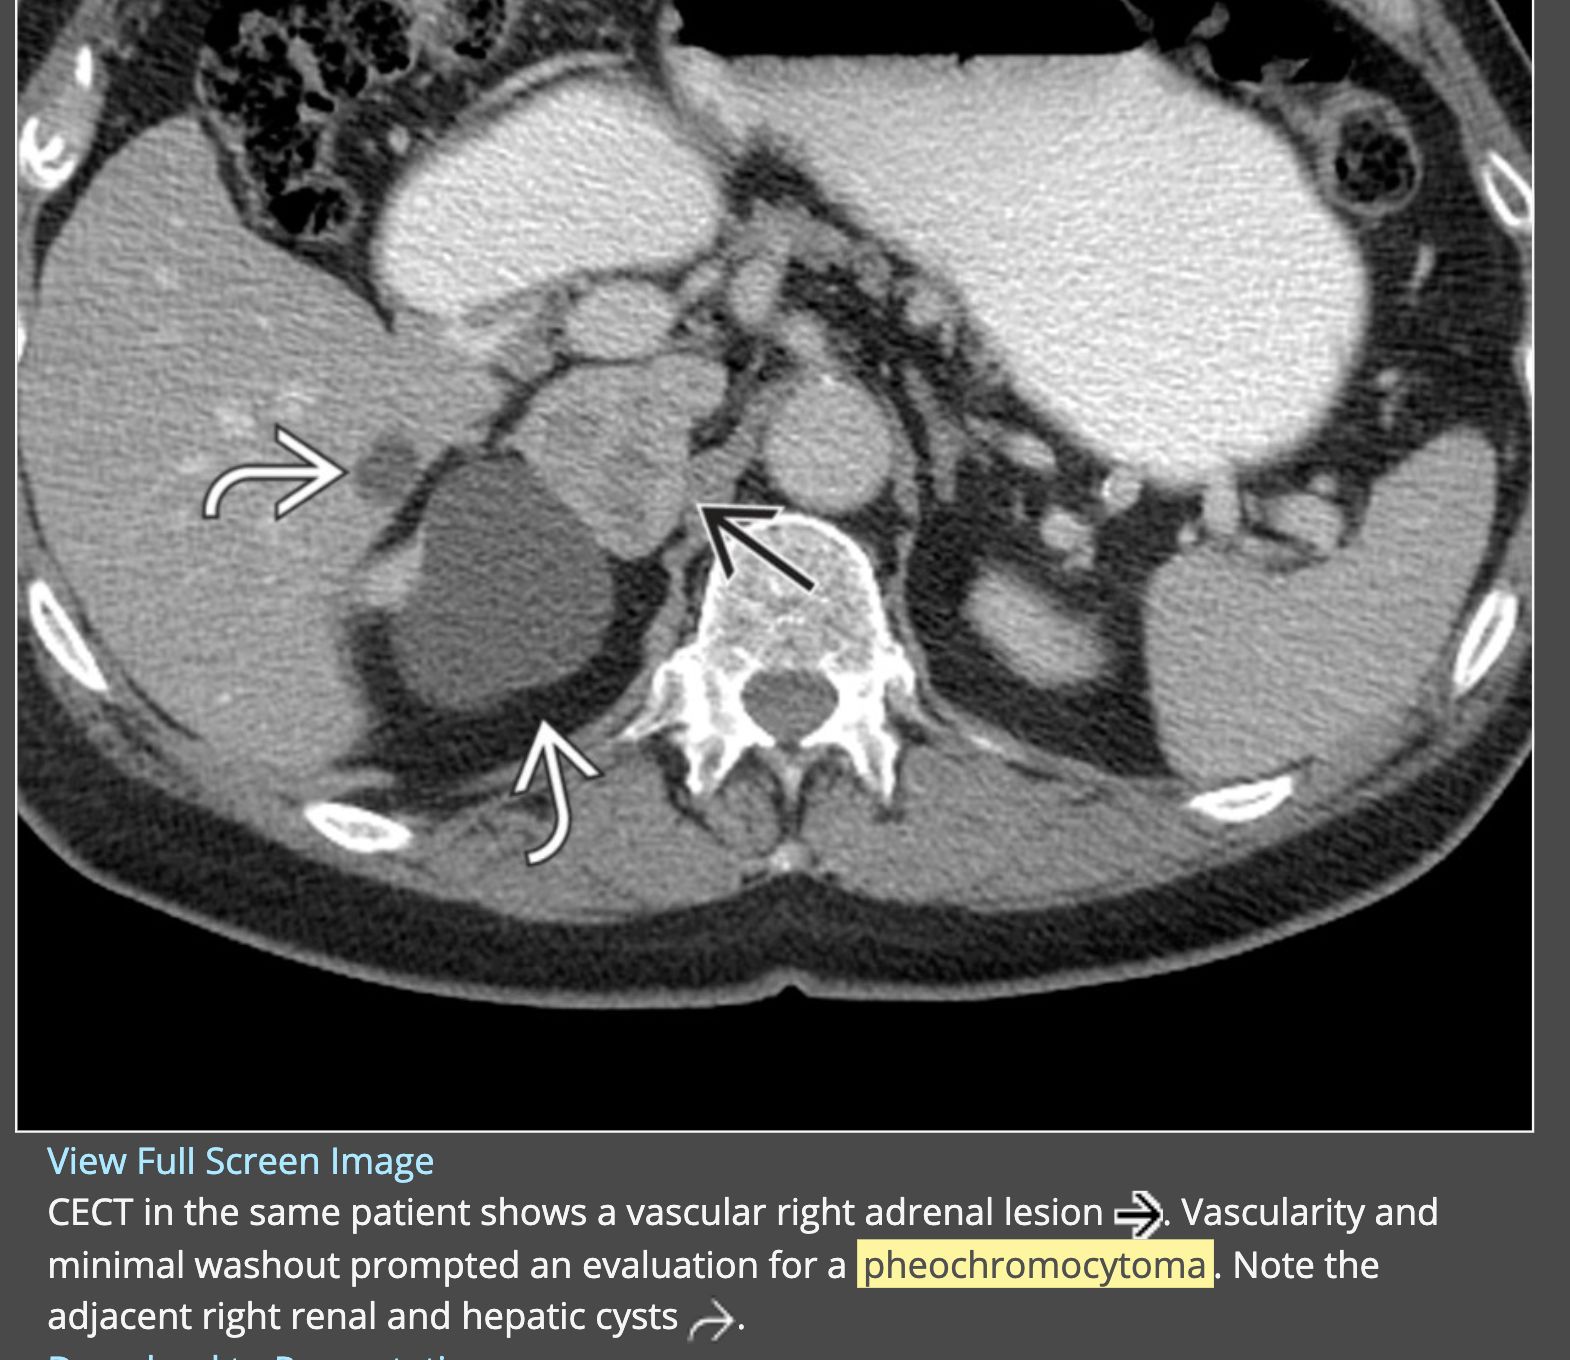 View Full Screen Image
CECT in the same patient shows a vascular right adrenal lesion. Vascularity and
minimal washout prompted an evaluation for a pheochromocytoma. Note the
adjacent right renal and hepatic cysts.